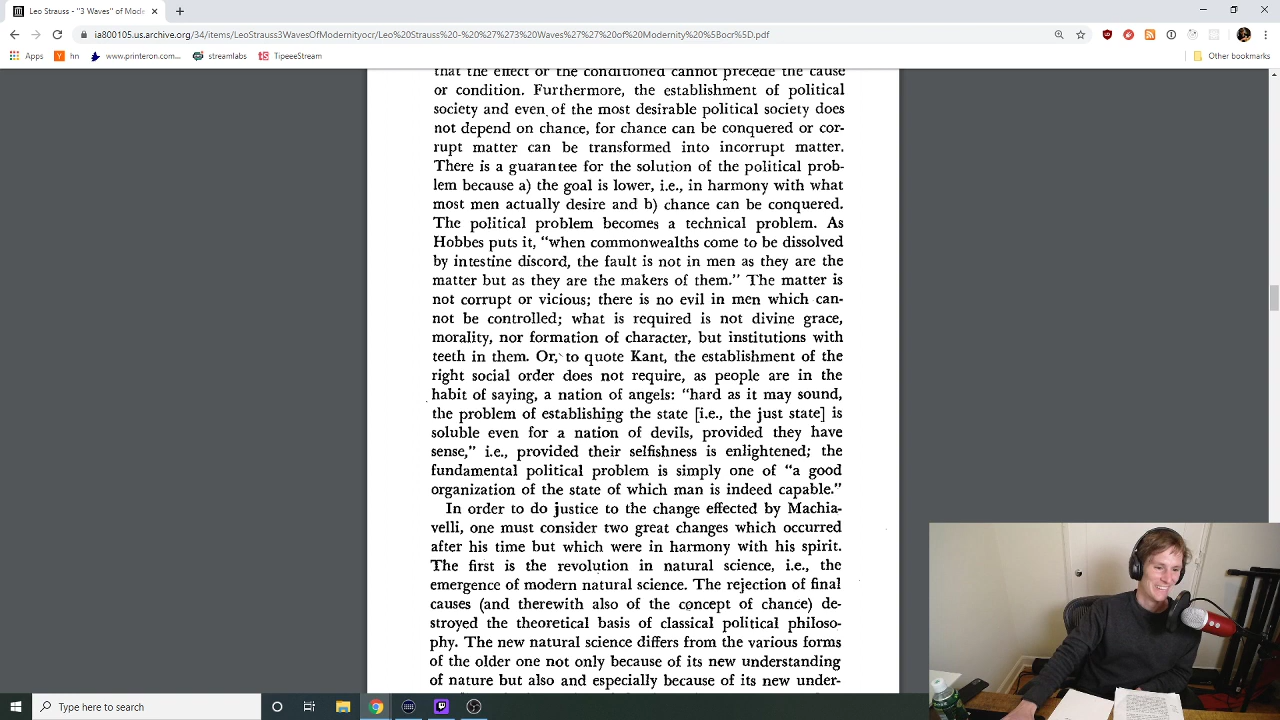 Leo Strauss - "3 Waves" of Mode
ia800105.us.archive.org/34/items/LeoStrauss3WavesOfModernityocr/Leo%20Strauss%20-%20%27%273%20Waves%27%27%20of%20Modernity%20%5Bocr%5D.pdf
Apps hn www.printeron.com... streamlabs TipeeeStream Other bookmarks
that the effect or the conditioned cannot precede the cause
or condition. Furthermore, the establishment of political
society and even of the most desirable political society does
not depend on chance, for chance can be conquered or cor-
rupt matter can be transformed into incorrupt matter.
There is a guarantee for the solution of the political prob-
lem because a) the goal is lower, i.e., in harmony with what
most men actually desire and b) chance can be conquered.
The political problem becomes a technical problem. As
Hobbes puts it, "when commonwealths come to be dissolved
by intestine discord, the fault is not in men as they are the
matter but as they are the makers of them." The matter is
not corrupt or vicious; there is no evil in men which can-
not be controlled; what is required is not divine grace,
morality, nor formation of character, but institutions with
teeth in them. Or, to quote Kant, the establishment of the
right social order does not require, as people are in the
habit of saying, a nation of angels: "hard as it may sound,
the problem of establishing the state [i.e., the just state] is
soluble even for a nation of devils, provided they have
sense," i.e., provided their selfishness is enlightened; the
fundamental political problem is simply one of "a good
organization of the state of which man is indeed capable."
In order to do justice to the change effected by Machia-
velli, one must consider two great changes which occurred
after his time but which were in harmony with his spirit.
The first is the revolution in natural science, i.e., the
emergence of modern natural science. The rejection of final
causes (and therewith also of the concept of chance) de-
stroyed the theoretical basis of classical political philoso-
phy. The new natural science differs from the various forms
of the older one not only because of its new understanding
of nature but also and especially because of its new under-
Type here to search